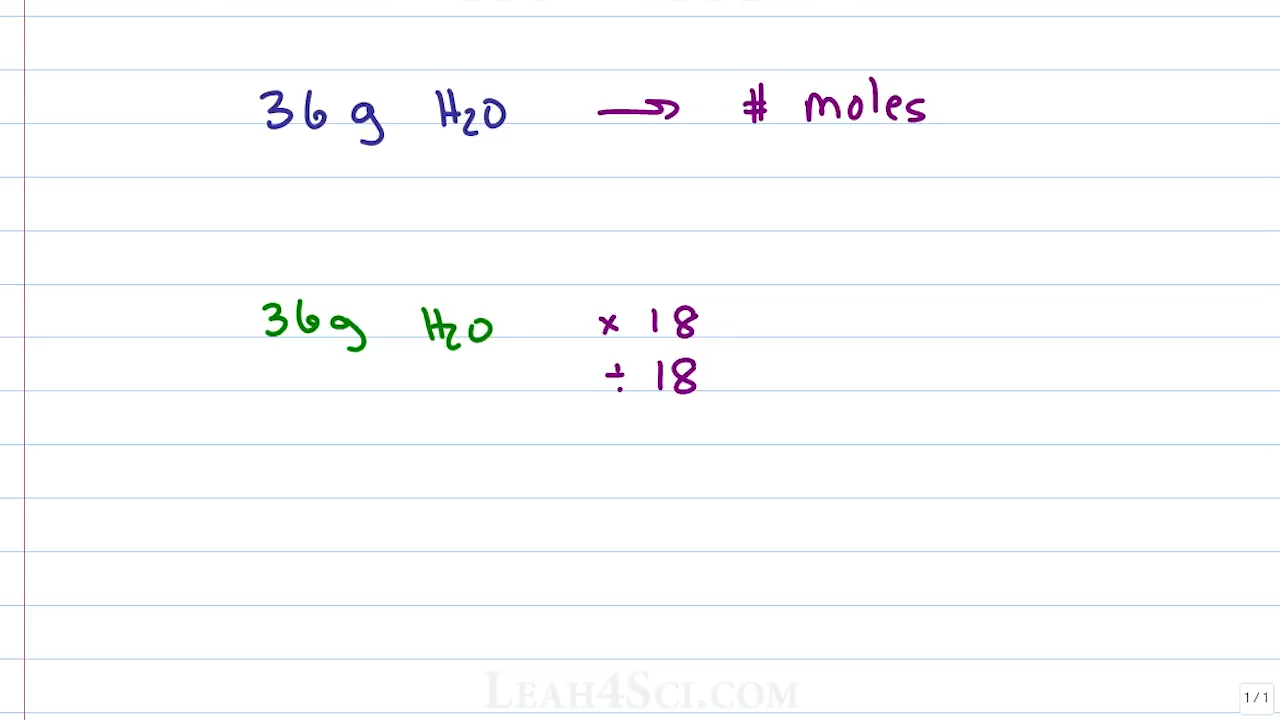 36 g H₂O → # moles
36g H₂O × 18
÷ 18
LEAH4SCI.COM
1 / 1